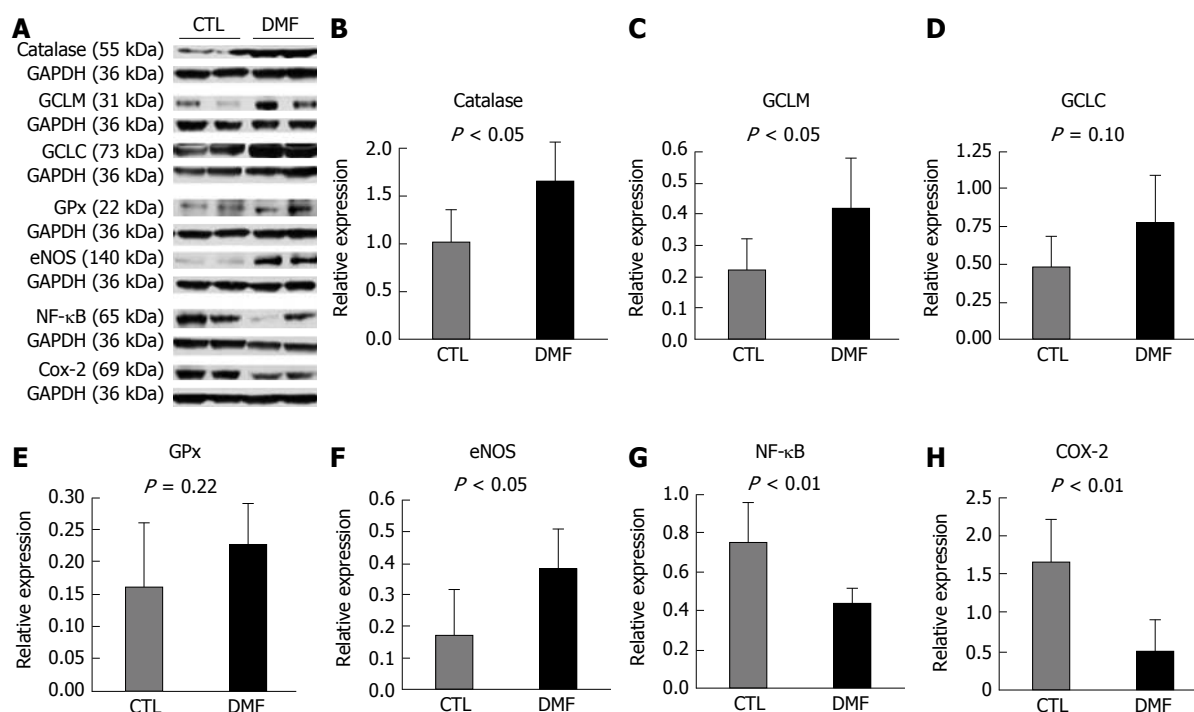 A
CTL DMF
Catalase (55 kDa)
GAPDH (36 kDa)
GCLM (31 kDa)
GAPDH (36 kDa)
GCLC (73 kDa)
GAPDH (36 kDa)
GPx (22 kDa)
GAPDH (36 kDa)
eNOS (140 kDa)
GAPDH (36 kDa)
NF-κB (65 kDa)
GAPDH (36 kDa)
Cox-2 (69 kDa)
GAPDH (36 kDa)
B
Catalase
P < 0.05
Relative expression
2.0
1.5
1.0
0.5
0.0
CTL DMF
C
GCLM
P < 0.05
Relative expression
0.6
0.5
0.4
0.3
0.2
0.1
0.0
CTL DMF
D
GCLC
P = 0.10
Relative expression
1.25
1.00
0.75
0.50
0.25
0.00
CTL DMF
E
GPx
P = 0.22
Relative expression
0.30
0.25
0.20
0.15
0.10
0.05
0.00
CTL DMF
F
eNOS
P < 0.05
Relative expression
0.6
0.5
0.4
0.3
0.2
0.1
0.0
CTL DMF
G
NF-κB
P < 0.01
Relative expression
1.0
0.8
0.6
0.4
0.2
0.0
CTL DMF
H
COX-2
P < 0.01
Relative expression
2.5
2.0
1.5
1.0
0.5
0
CTL DMF